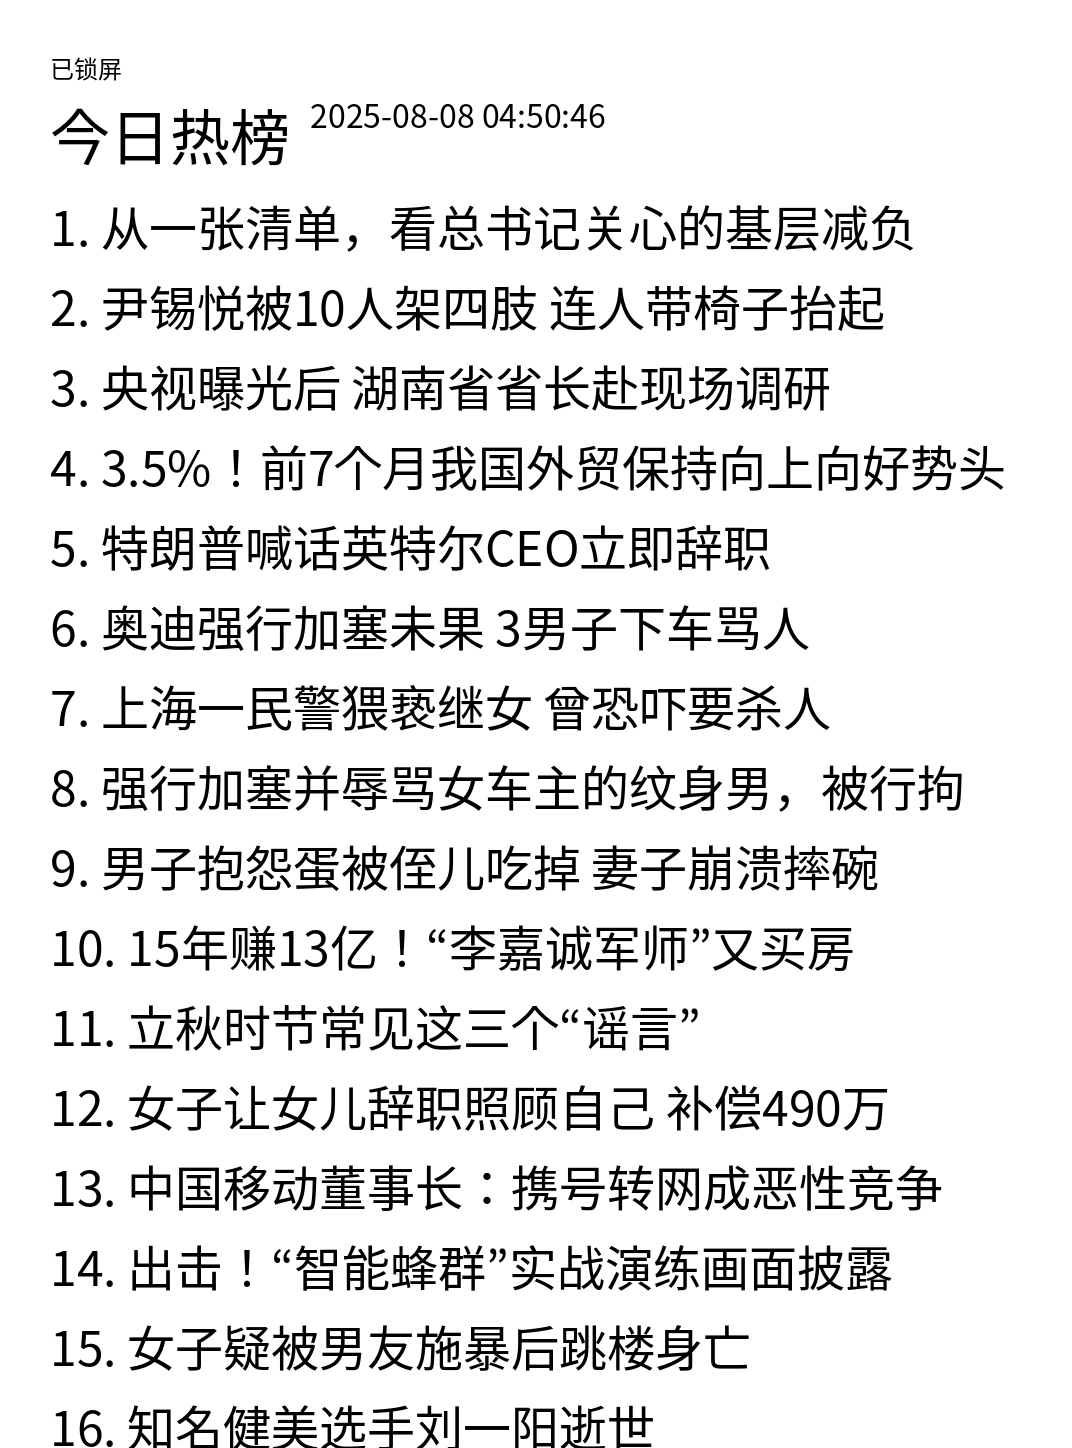 已锁屏
今日热榜 2025-08-08 04:50:46
1. 从一张清单，看总书记关心的基层减负
2. 尹锡悦被10人架四肢 连人带椅子抬起
3. 央视曝光后 湖南省省长赴现场调研
4. 3.5%！前7个月我国外贸保持向上向好势头
5. 特朗普喊话英特尔CEO立即辞职
6. 奥迪强行加塞未果 3男子下车骂人
7. 上海一民警猥亵继女 曾恐吓要杀人
8. 强行加塞并辱骂女车主的纹身男，被行拘
9. 男子抱怨蛋被侄儿吃掉 妻子崩溃摔碗
10. 15年赚13亿！“李嘉诚军师”又买房
11. 立秋时节常见这三个“谣言”
12. 女子让女儿辞职照顾自己 补偿490万
13. 中国移动董事长：携号转网成恶性竞争
14. 出击！“智能蜂群”实战演练画面披露
15. 女子疑被男友施暴后跳楼身亡
16. 知名健美选手刘一阳逝世